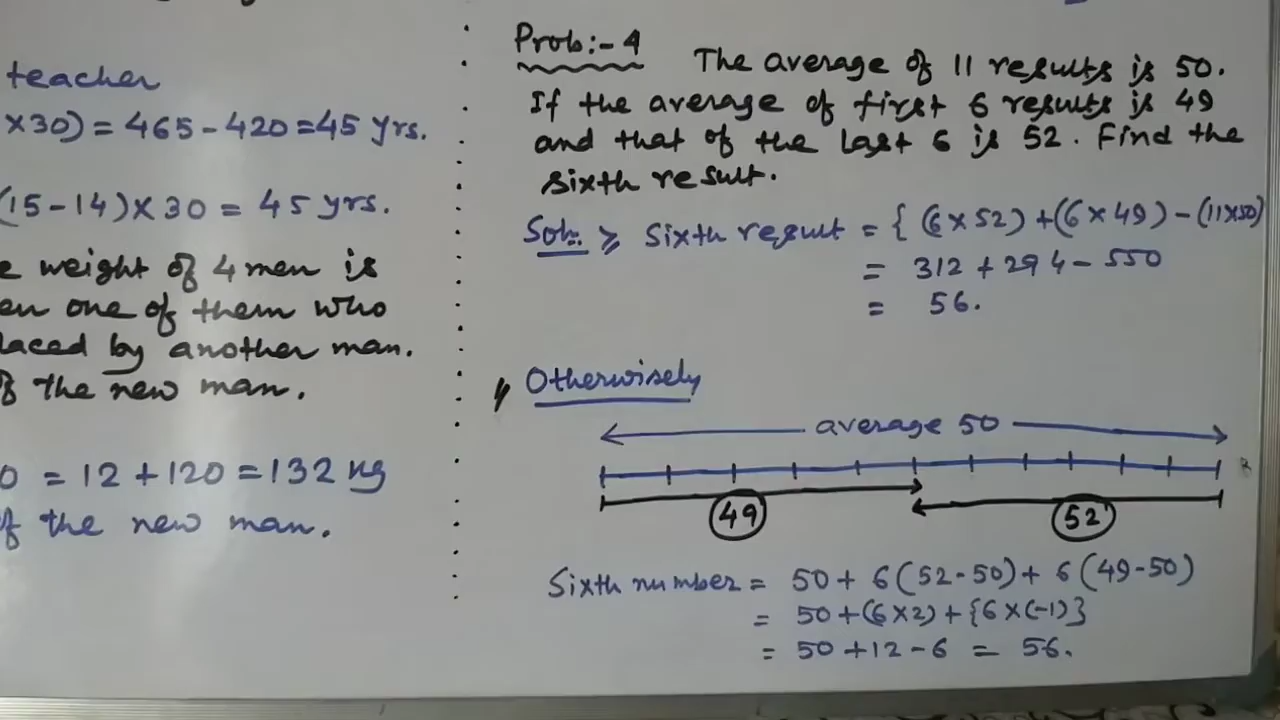 teacher
×30) = 465 - 420 = 45 yrs.
(15-14)×30 = 45 yrs.
weight of 4 men is
one of them who
by another man.
the new man.
0 = 12 + 120 = 132 kg
the new man.
Prob:- 4 The average of 11 results is 50.
If the average of first 6 results is 49
and that of the last 6 is 52. Find the
sixth result.
Soln. ⇒ Sixth result = { (6×52) + (6×49) - (11×50)
= 312 + 294 - 550
= 56.
Otherwisely
average 50
49 52
Sixth number = 50 + 6(52-50) + 6(49-50)
= 50 + (6×2) + {6×(-1)}
= 50 + 12 - 6 = 56.